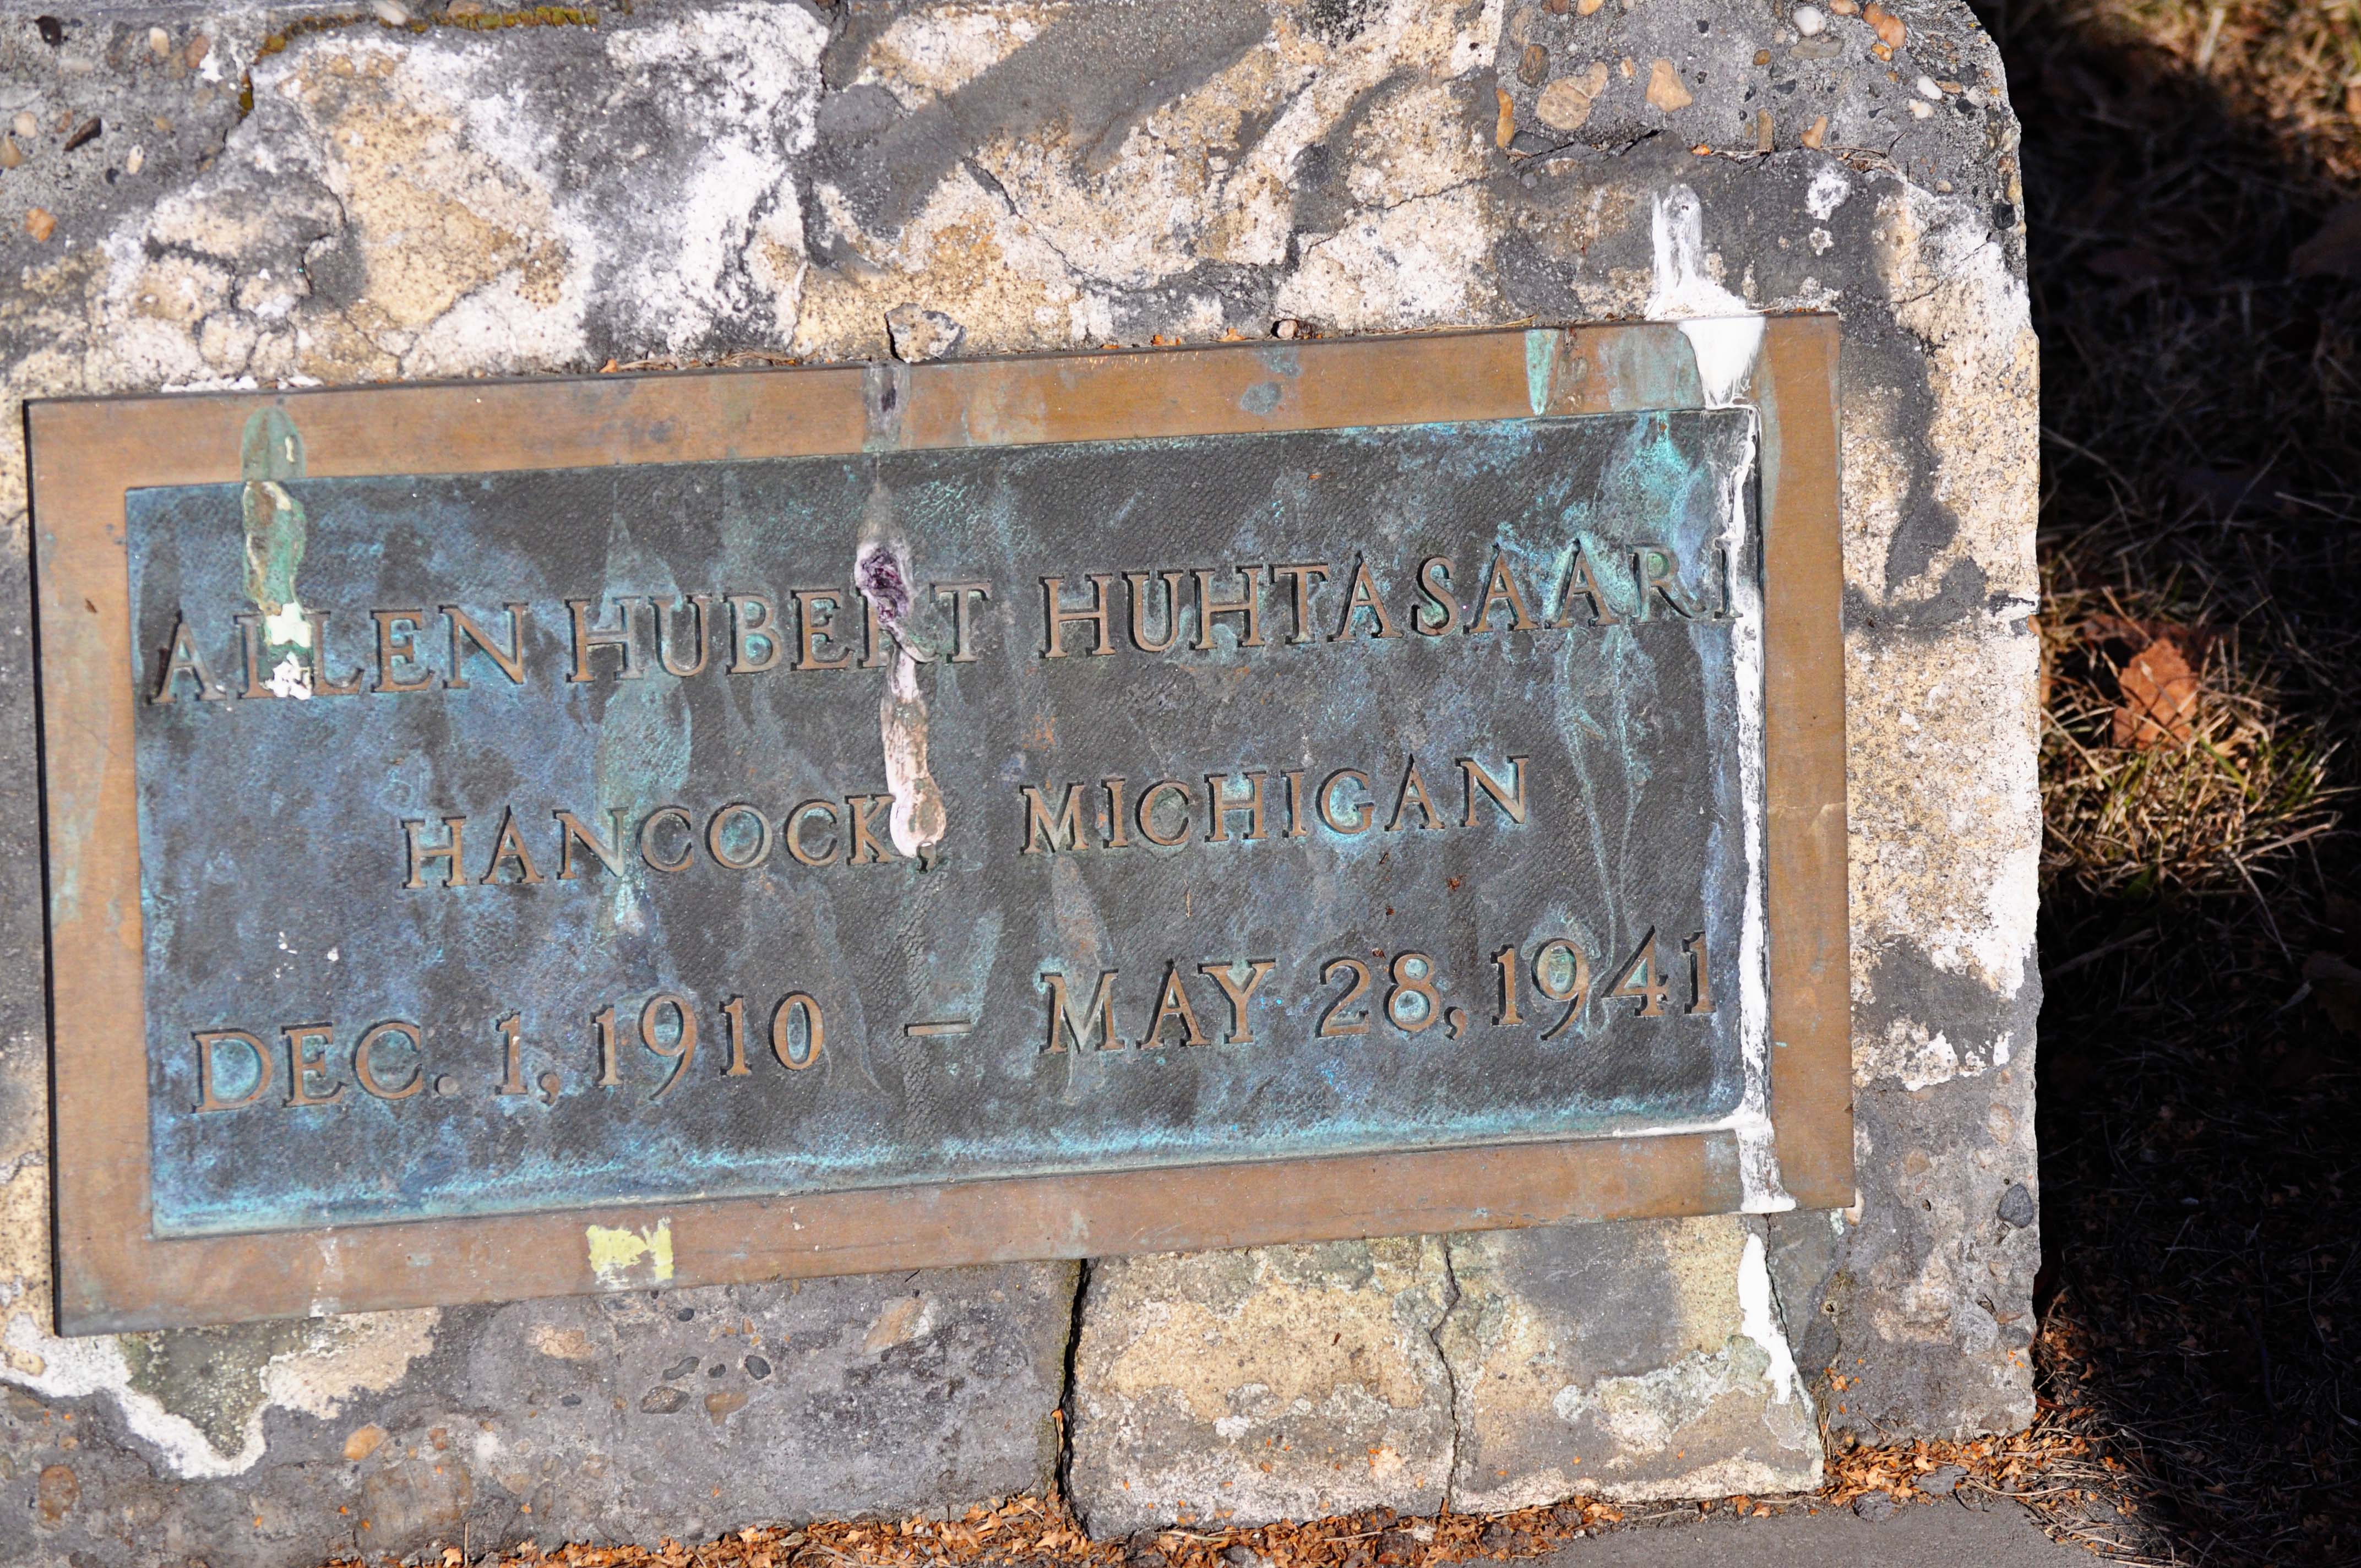 ALLEN HUBERT HUHTASAARI
HANCOCK, MICHIGAN
DEC. 1, 1910 – MAY 28, 1941